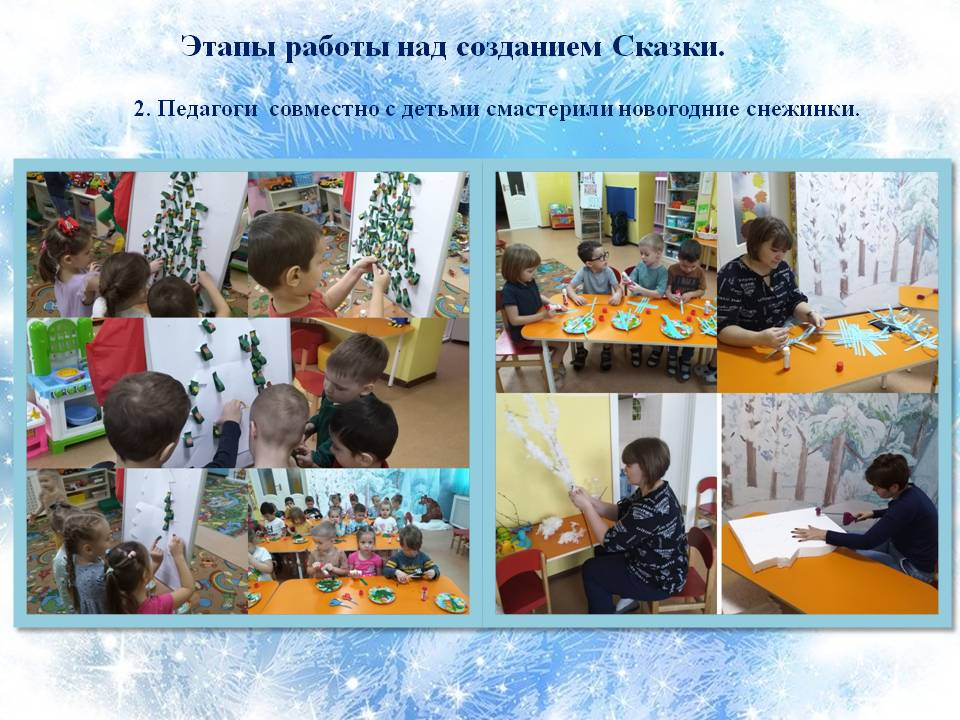 Этапы работы над созданием Сказки.
2. Педагоги совместно с детьми смастерили новогодние снежинки.